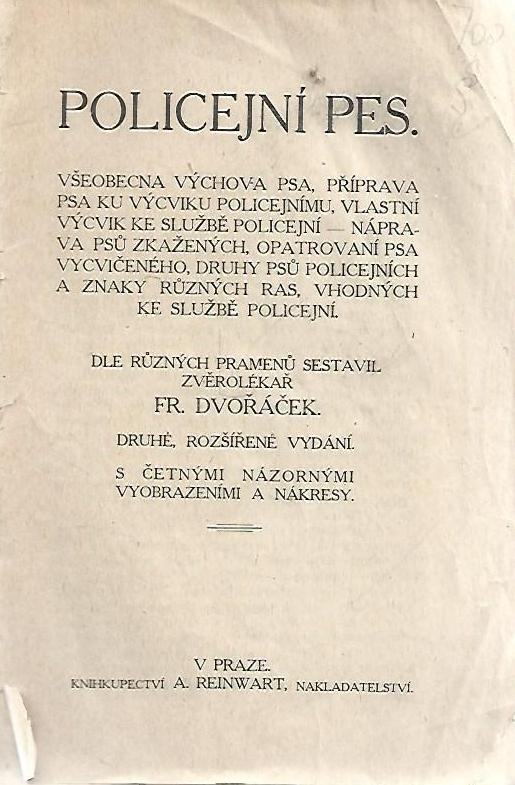 POLICEJNÍ PES.
VŠEOBECNA VÝCHOVA PSA, PŘÍPRAVA
PSA KU VÝCVIKU POLICEJNÍMU, VLASTNÍ
VÝCVIK KE SLUŽBĚ POLICEJNÍ — NÁPRA-
VA PSŮ ZKAŽENÝCH, OPATROVANÍ PSA
VYCVIČENÉHO, DRUHY PSŮ POLICEJNÍCH
A ZNAKY RŮZNÝCH RAS, VHODNÝCH
KE SLUŽBĚ POLICEJNÍ.
DLE RŮZNÝCH PRAMENŮ SESTAVIL
ZVĚROLÉKAŘ
FR. DVOŘÁČEK.
DRUHÉ, ROZŠÍŘENÉ VYDÁNÍ.
S ČETNÝMI NÁZORNÝMI
VYOBRAZENÍMI A NÁKRESY.
V PRAZE.
KNIHKUPECTVÍ A. REINWART, NAKLADATELSTVÍ.